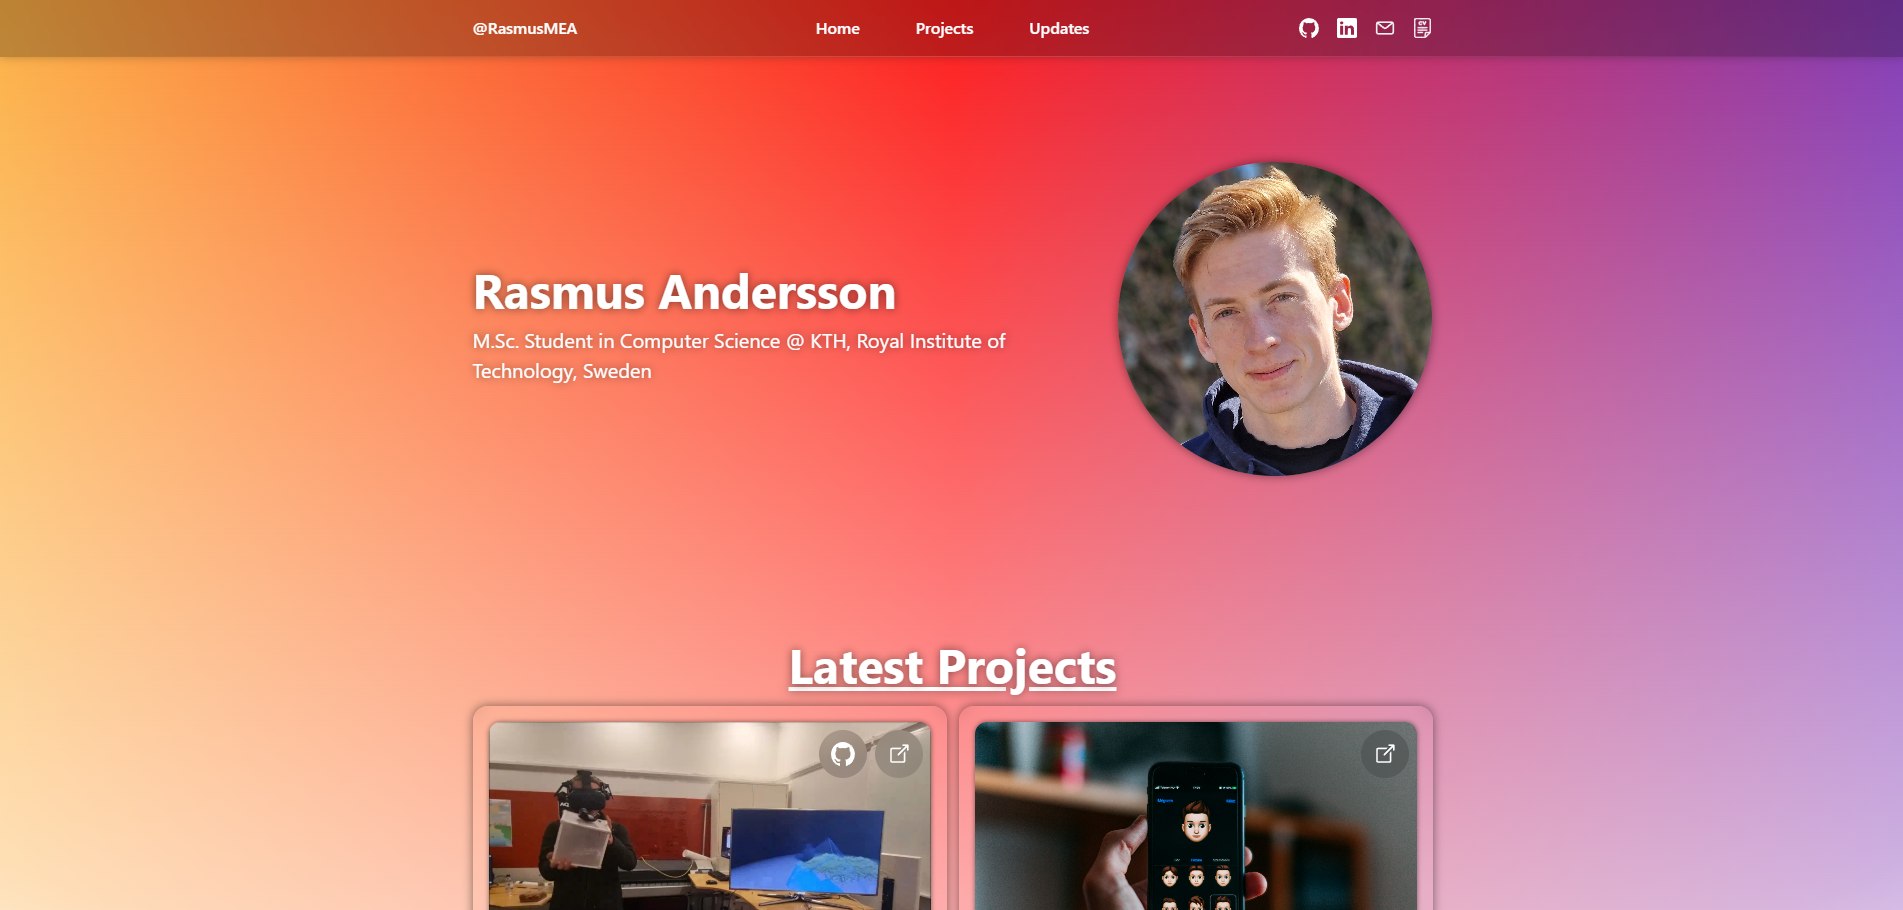 @RasmusMEA
Home
Projects
Updates
CV
Rasmus Andersson
M.Sc. Student in Computer Science @ KTH, Royal Institute of
Technology, Sweden
Latest Projects